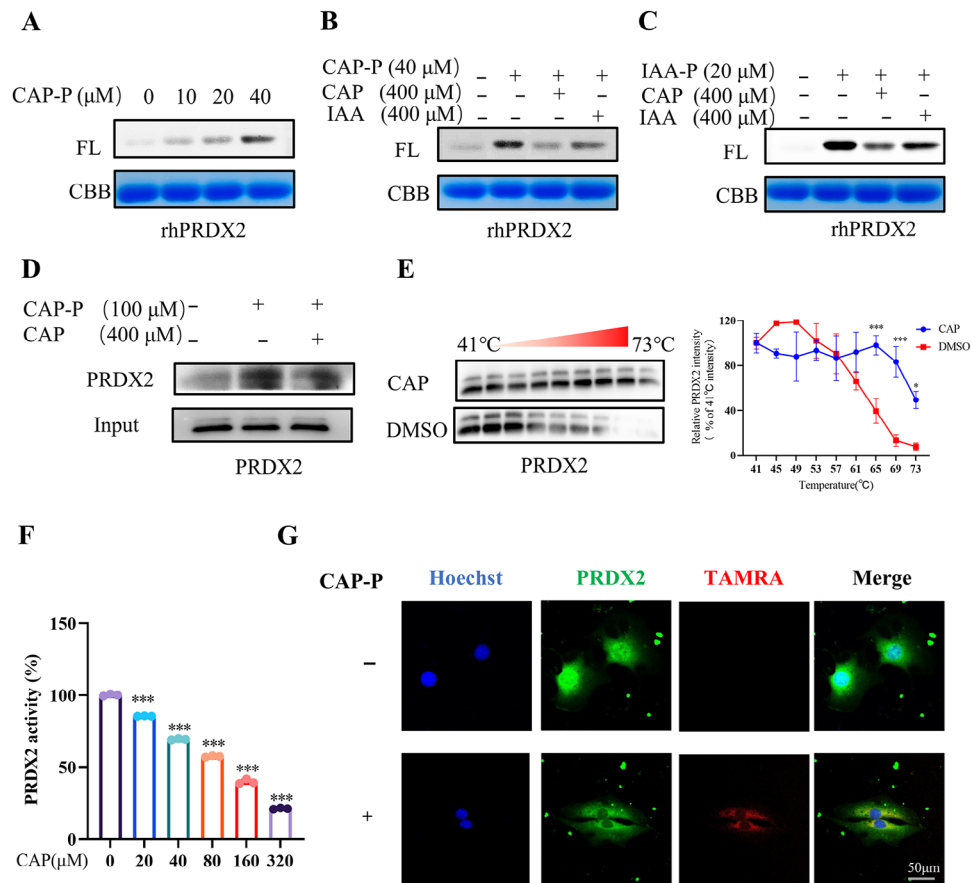 A
CAP-P (μM) 0 10 20 40
FL
CBB
rhPRDX2
B
CAP-P (40 μM) – + + +
CAP (400 μM) – – + 
IAA (400 μM) – – +
FL
CBB
rhPRDX2
C
IAA-P (20 μM) – + + +
CAP (400 μM) – – +
IAA (400 μM) – – +
FL
CBB
rhPRDX2
D
CAP-P (100 μM) – + +
CAP (400 μM) – – +
PRDX2
Input
PRDX2
E
41℃ 73℃
CAP
DMSO
PRDX2
Relative PRDX2 intensity
( % of 41℃ intensity)
120
80
40
0
*** *** *
CAP
DMSO
41 45 49 53 57 61 65 69 73
Temperature(℃)
F
PRDX2 activity (%)
150
100
50
0
*** *** *** *** ***
CAP(μM) 0 20 40 80 160 320
G
CAP-P Hoechst PRDX2 TAMRA Merge
–
+
50μm